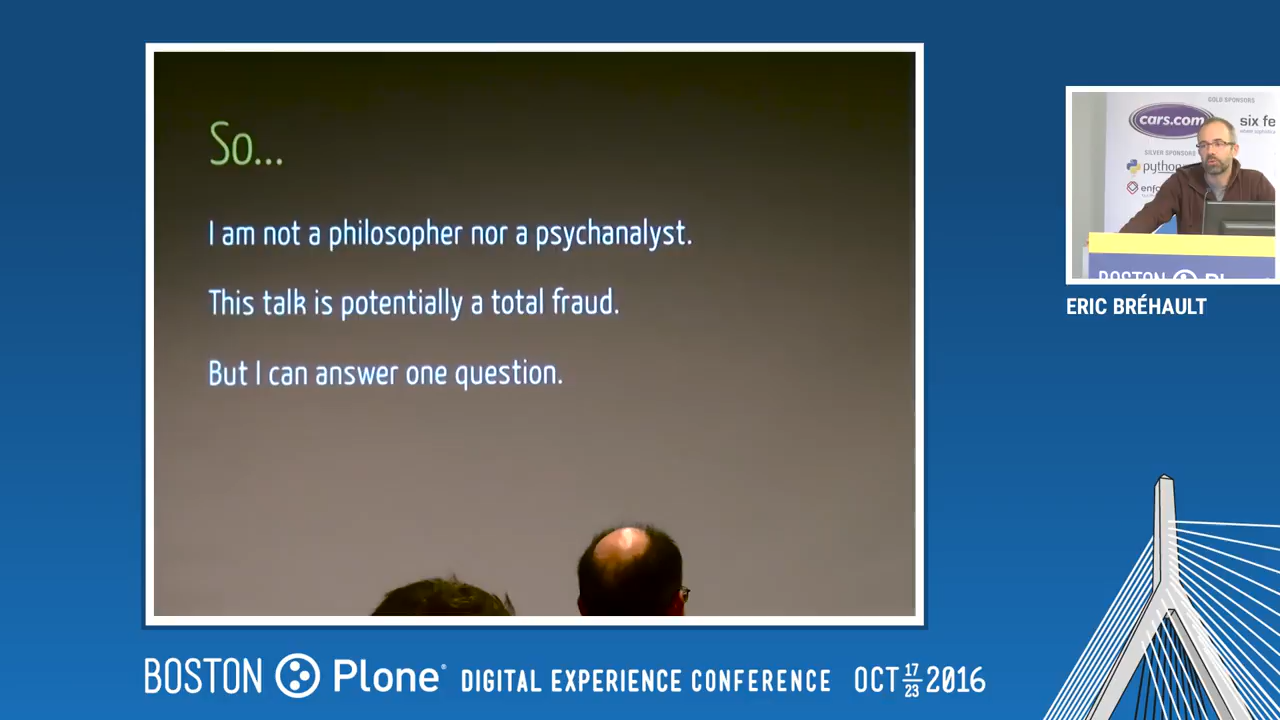 So...
I am not a philosopher nor a psychanalyst.
This talk is potentially a total fraud.
But I can answer one question.
GOLD SPONSORS
cars.com
six fe
SILVER SPONSORS
python
BOSTON
ERIC BRÉHAULT
BOSTON Plone® DIGITAL EXPERIENCE CONFERENCE OCT 17 23 2016